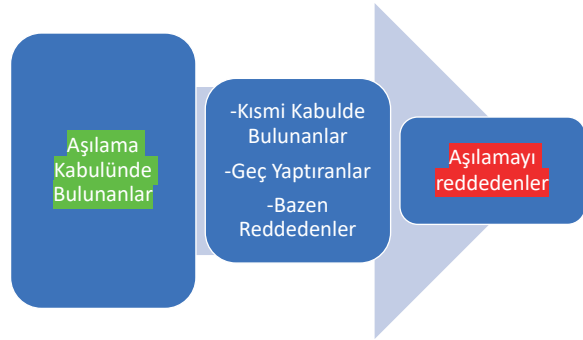 Aşılama
Kabulünde
Bulunanlar
-Kısmi Kabulde
Bulunanlar
-Geç Yaptıranlar
-Bazen
Reddedenler
Aşılamayı
reddedenler